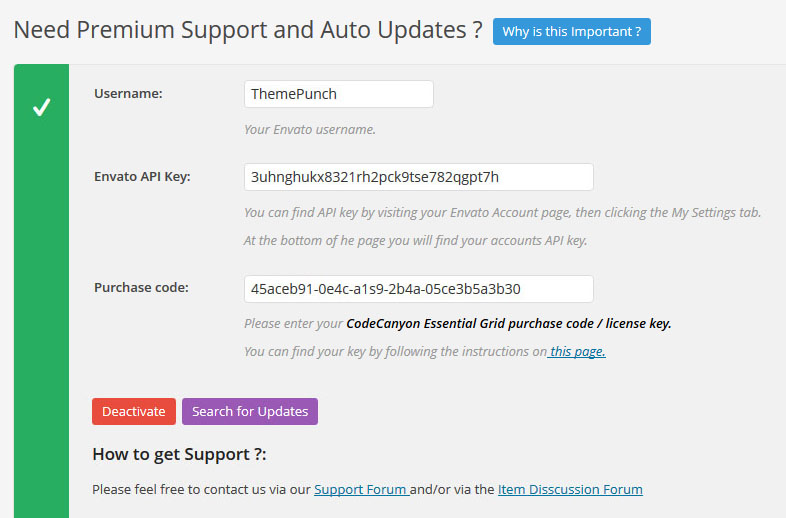 Need Premium Support and Auto Updates ? Why is this Important ?
Username: ThemePunch
Your Envato username.
Envato API Key: 3uhnghukx8321rh2pck9tse782qgpt7h
You can find API key by visiting your Envato Account page, then clicking the My Settings tab.
At the bottom of he page you will find your accounts API key.
Purchase code: 45aceb91-0e4c-a1s9-2b4a-05ce3b5a3b30
Please enter your CodeCanyon Essential Grid purchase code / license key.
You can find your key by following the instructions on this page.
Deactivate Search for Updates
How to get Support ?:
Please feel free to contact us via our Support Forum and/or via the Item Disscussion Forum